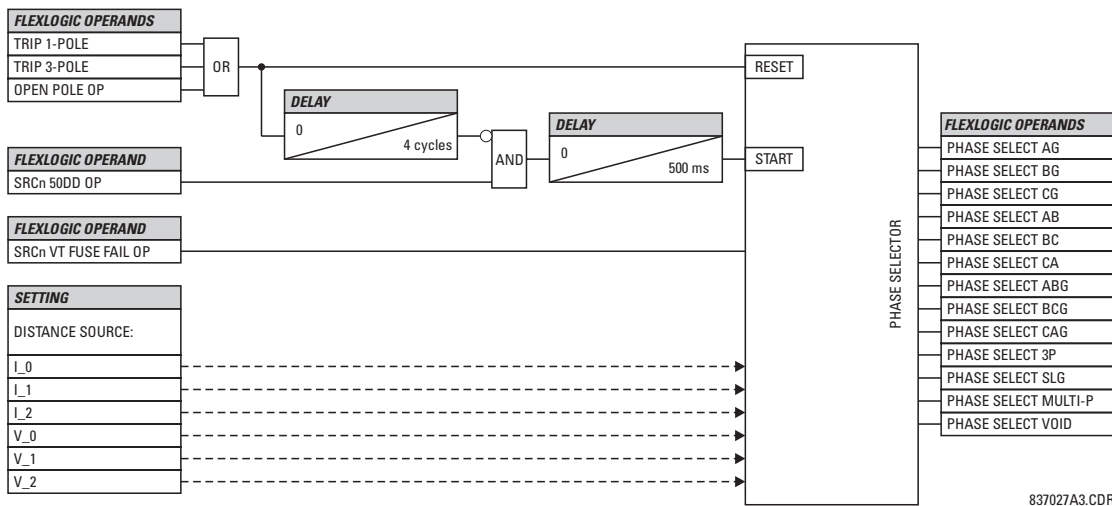 FLEXLOGIC OPERANDS
TRIP 1-POLE
TRIP 3-POLE
OPEN POLE OP
OR
DELAY
0
4 cycles
AND
DELAY
0
500 ms
FLEXLOGIC OPERAND
SRCn 50DD OP
FLEXLOGIC OPERAND
SRCn VT FUSE FAIL OP
SETTING
DISTANCE SOURCE:
I_0
I_1
I_2
V_0
V_1
V_2
RESET
START
PHASE SELECTOR
FLEXLOGIC OPERANDS
PHASE SELECT AG
PHASE SELECT BG
PHASE SELECT CG
PHASE SELECT AB
PHASE SELECT BC
PHASE SELECT CA
PHASE SELECT ABG
PHASE SELECT BCG
PHASE SELECT CAG
PHASE SELECT 3P
PHASE SELECT SLG
PHASE SELECT MULTI-P
PHASE SELECT VOID
837027A3.CDR